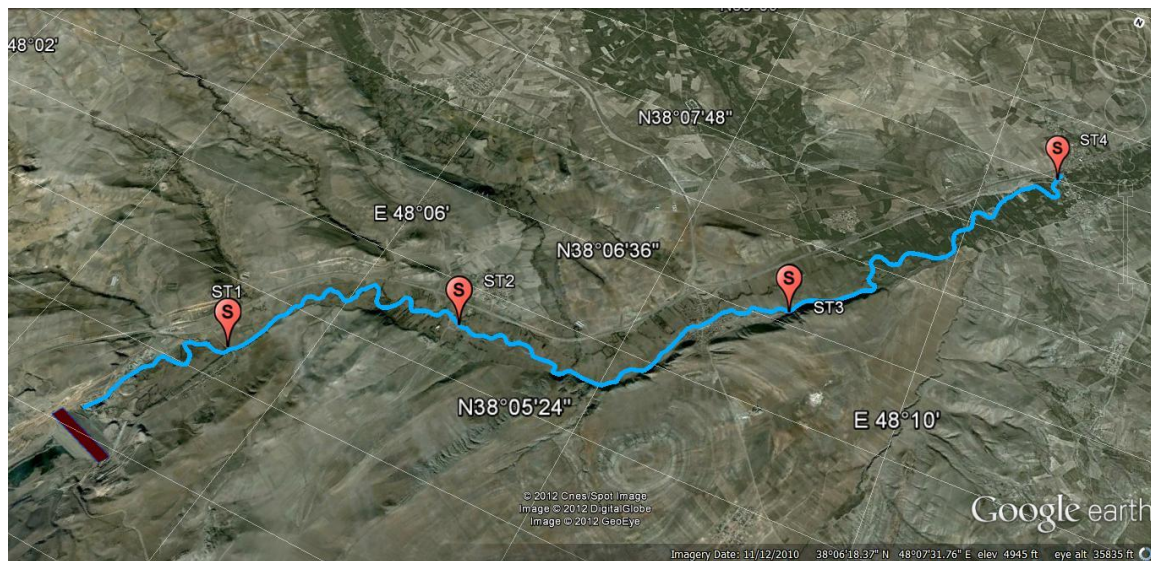 48°02'
N
N38°07'48"
S
ST4
E 48°06'
N38°06'36"
S
ST2
S
ST3
S
ST1
N38°05'24"
E 48°10'
© 2012 Cnes/Spot Image
Image © 2012 DigitalGlobe
Image © 2012 GeoEye
Google earth
Imagery Date: 11/12/2010 38°06'18.37" N 48°07'31.76" E elev 4945 ft eye alt 35835 ft